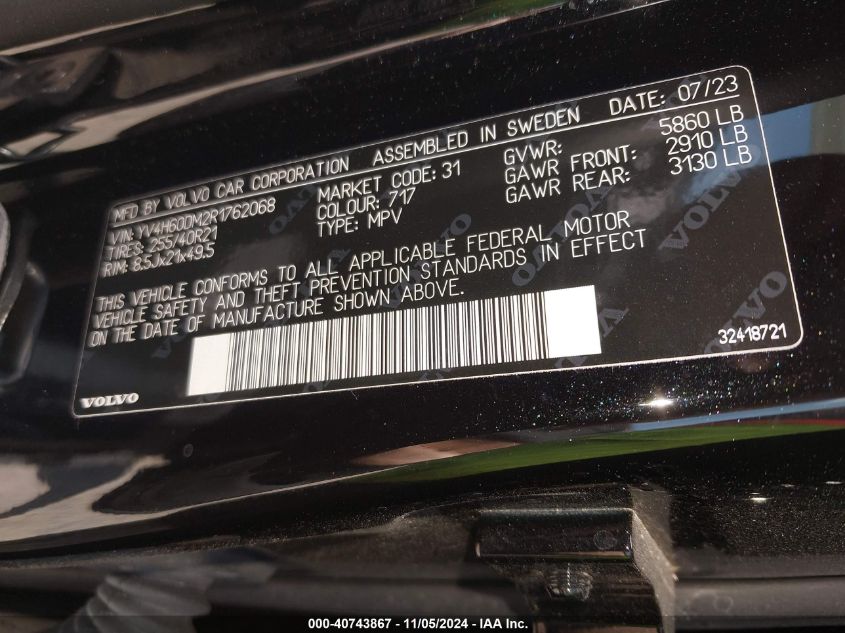 MFD BY VOLVO CAR CORPORATION ASSEMBLED IN SWEDEN DATE: 07/23
VIN: YV4H60DM2R1762068
TIRES: 255/40R21
RIM: 8.5Jx21x49.5
MARKET CODE: 31
COLOUR: 717
TYPE: MPV
GVWR: 5860 LB
GAWR FRONT: 2910 LB
GAWR REAR: 3130 LB
THIS VEHICLE CONFORMS TO ALL APPLICABLE FEDERAL MOTOR
VEHICLE SAFETY AND THEFT PREVENTION STANDARDS IN EFFECT
ON THE DATE OF MANUFACTURE SHOWN ABOVE.
32418721
VOLVO
000-40743867 - 11/05/2024 - IAA Inc.